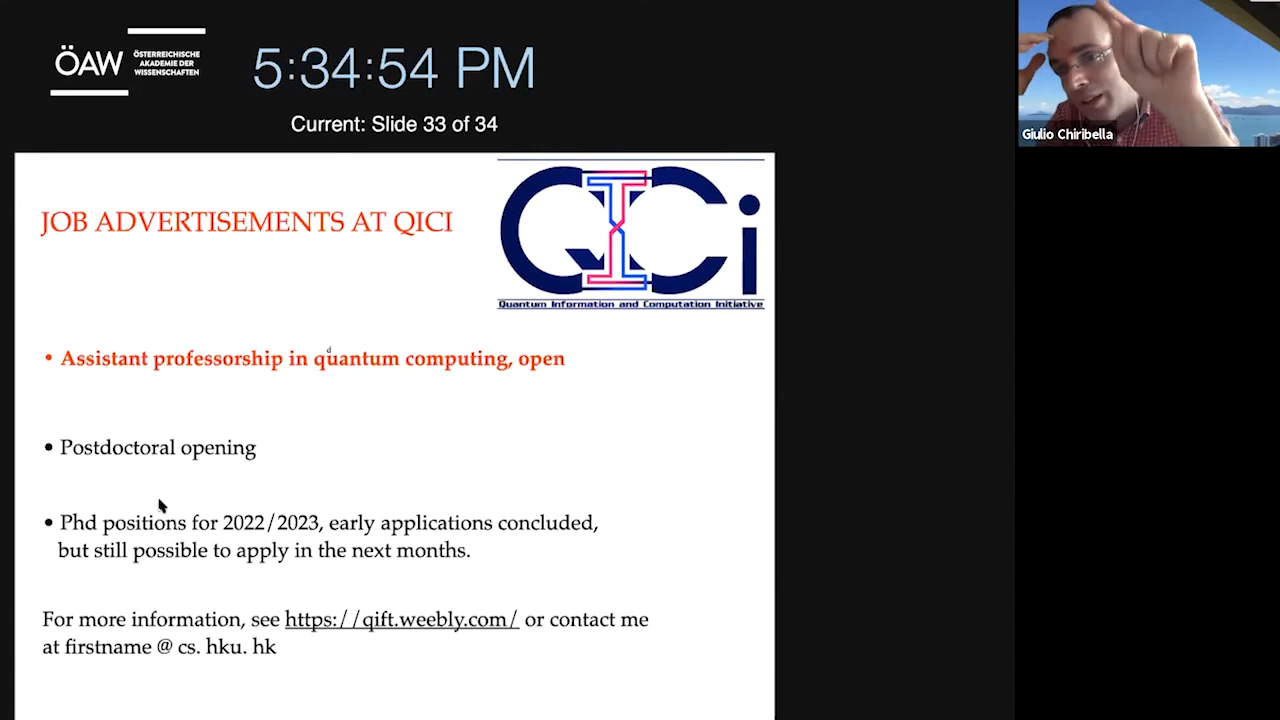 ÖAW
ÖSTERREICHISCHE
AKADEMIE DER
WISSENSCHAFTEN
5:34:54 PM
Current: Slide 33 of 34
Giulio Chiribella
JOB ADVERTISEMENTS AT QICI
QICi
Quantum Information and Computation Initiative
• Assistant professorship in quantum computing, open
d
• Postdoctoral opening
• Phd positions for 2022/2023, early applications concluded,
but still possible to apply in the next months.
For more information, see https://qift.weebly.com/ or contact me
at firstname @ cs. hku. hk